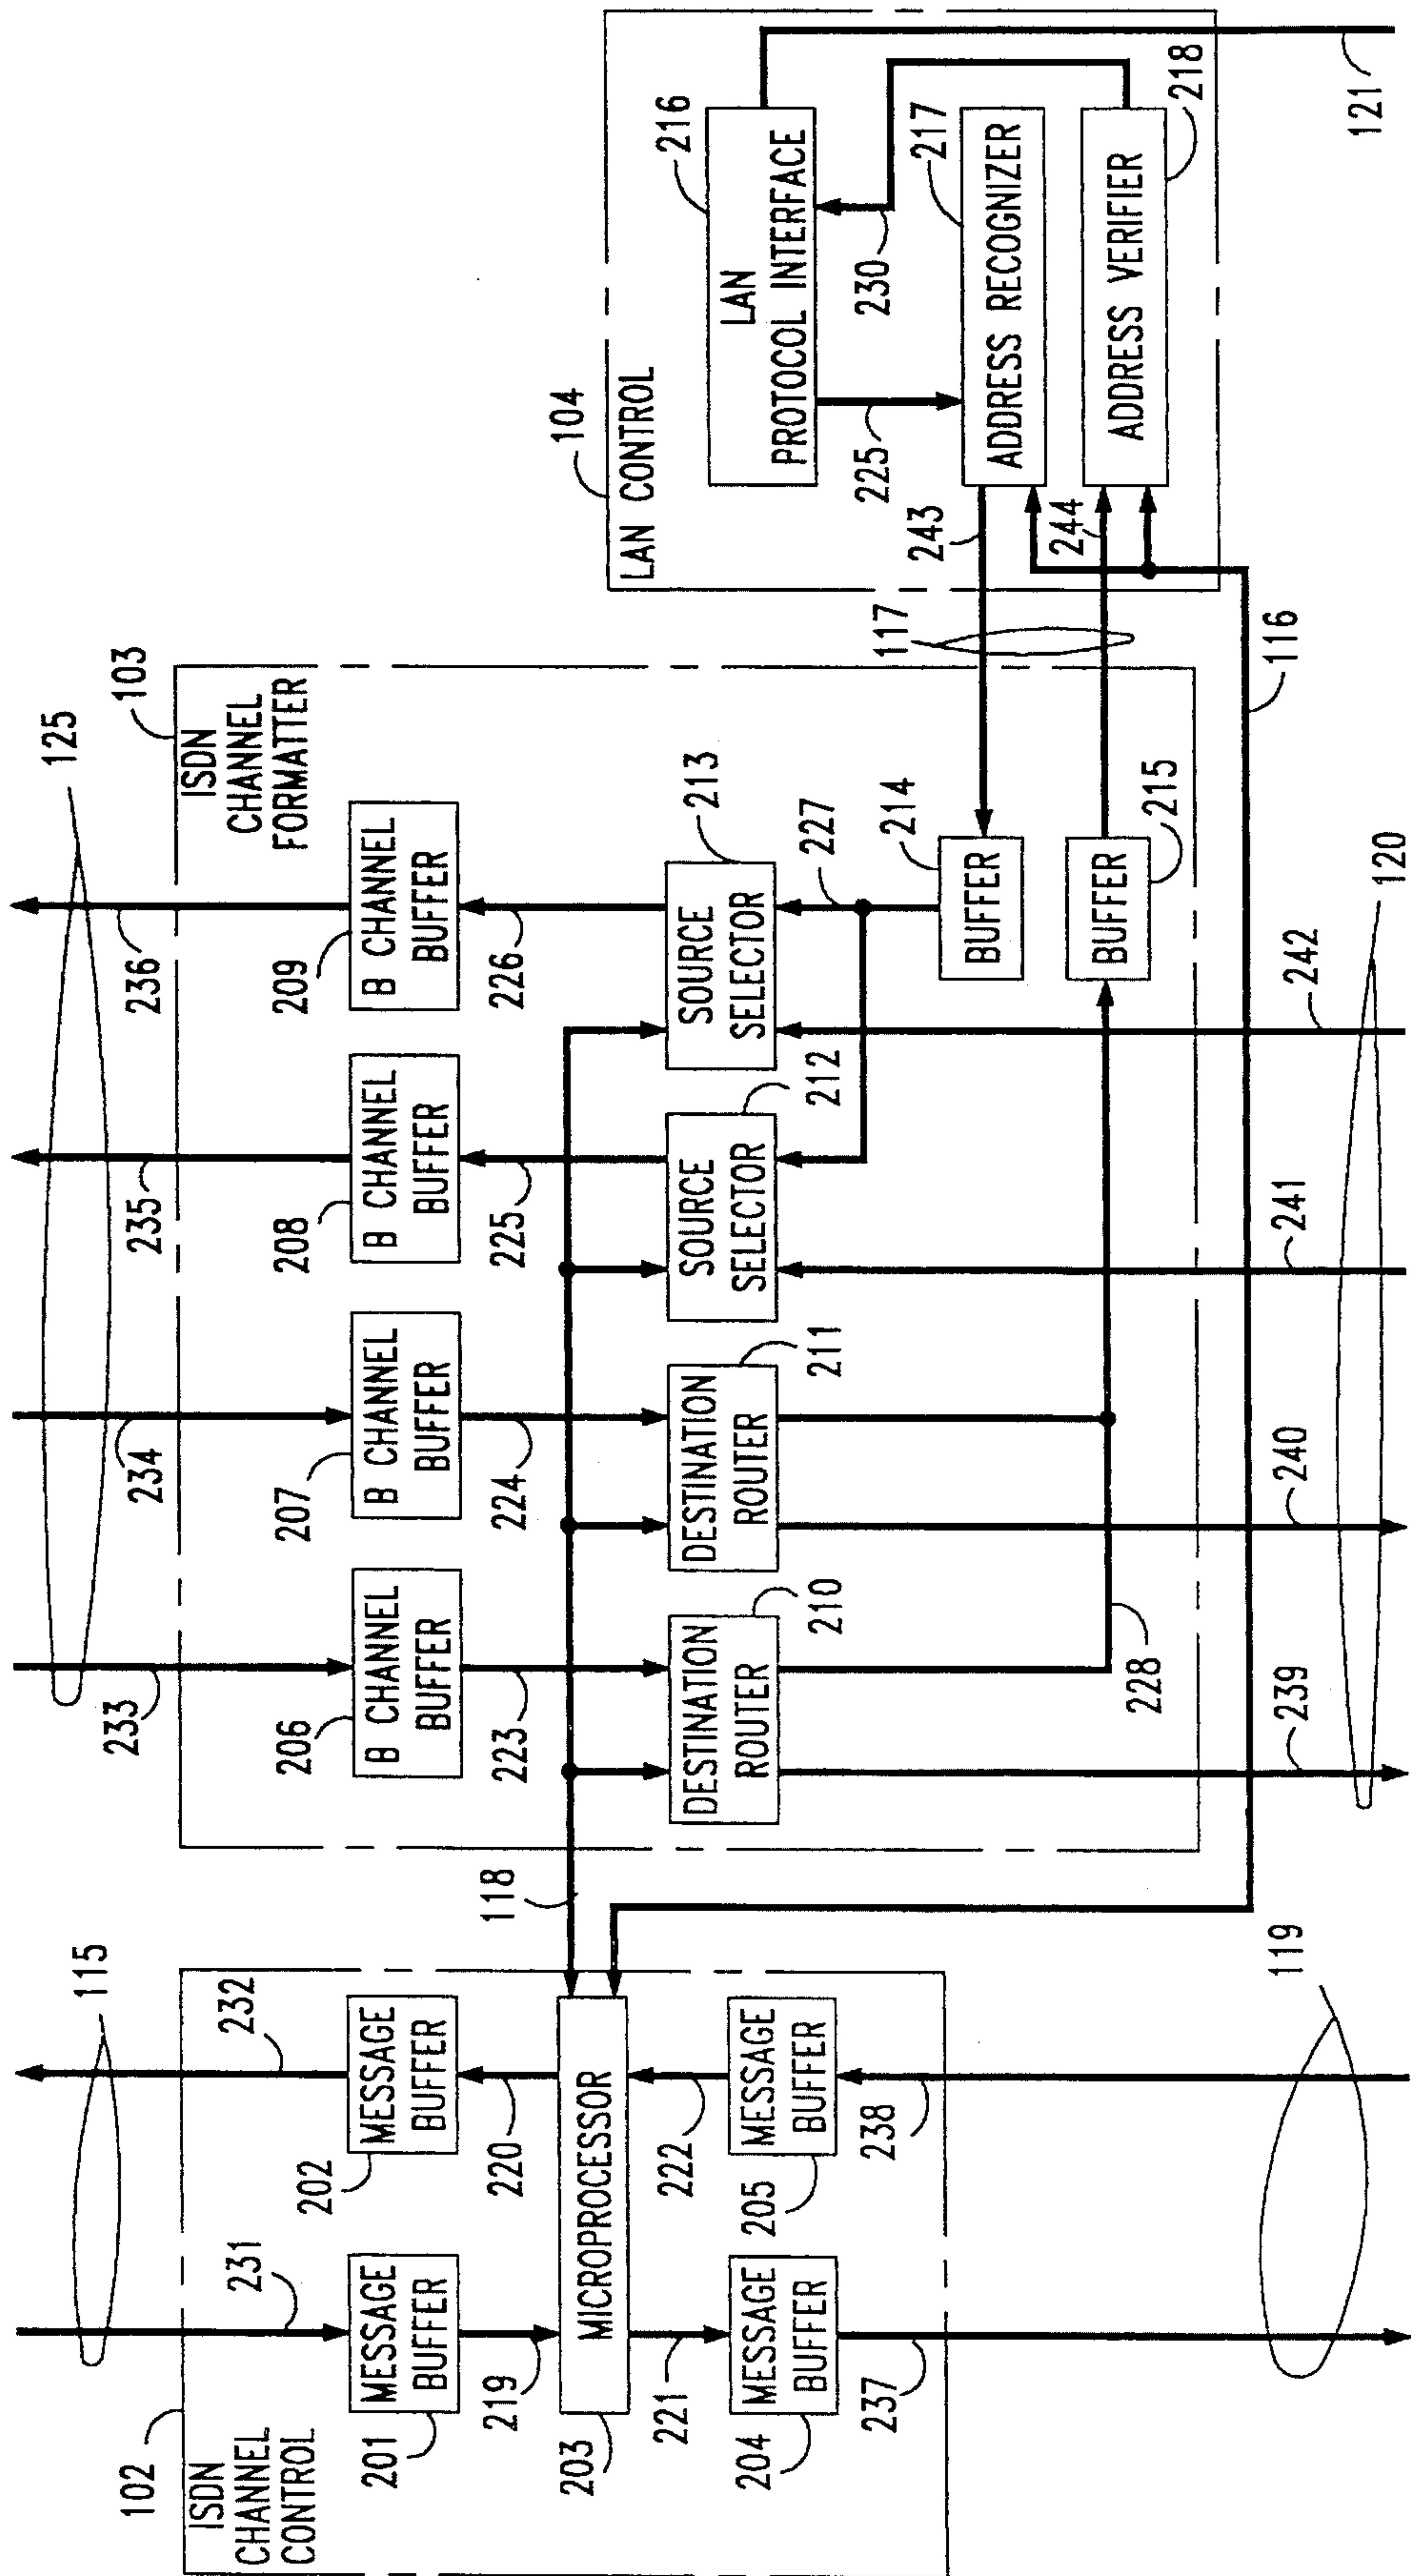 115
125
231
232
233
234
235
236
102
ISDN
CHANNEL
CONTROL
103
ISDN
CHANNEL
FORMATTER
201
MESSAGE
BUFFER
202
MESSAGE
BUFFER
206
B CHANNEL
BUFFER
207
B CHANNEL
BUFFER
208
B CHANNEL
BUFFER
209
B CHANNEL
BUFFER
219
220
223
224
225
226
118
203
MICROPROCESSOR
221
222
DESTINATION
ROUTER
210
DESTINATION
ROUTER
211
SOURCE
SELECTOR
212
SOURCE
SELECTOR
213
227
204
MESSAGE
BUFFER
205
MESSAGE
BUFFER
237
238
228
BUFFER
214
BUFFER
215
117
104
LAN CONTROL
LAN
PROTOCOL INTERFACE
216
225
230
243
ADDRESS RECOGNIZER
217
244
ADDRESS VERIFIER
218
116
119
239
240
241
242
120
121